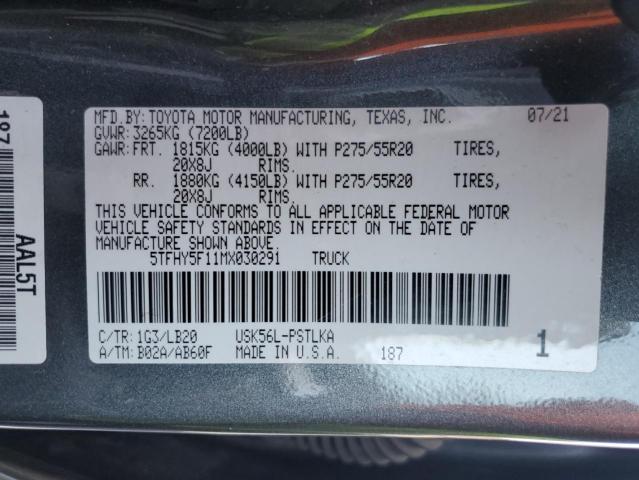 MFD.BY: TOYOTA MOTOR MANUFACTURING, TEXAS, INC. 07/21
GVWR: 3265KG (7200LB)
GAWR: FRT. 1815KG (4000LB) WITH P275/55R20 TIRES,
20X8J RIMS.
RR. 1880KG (4150LB) WITH P275/55R20 TIRES,
20X8J RIMS.
THIS VEHICLE CONFORMS TO ALL APPLICABLE FEDERAL MOTOR
VEHICLE SAFETY STANDARDS IN EFFECT ON THE DATE OF
MANUFACTURE SHOWN ABOVE.
5TFHY5F11MX030291 TRUCK
C/TR: 1G3/LB20 USK56L-PSTLKA
A/TM: B02A/AB60F MADE IN U.S.A. 187 1
187
AAL5T